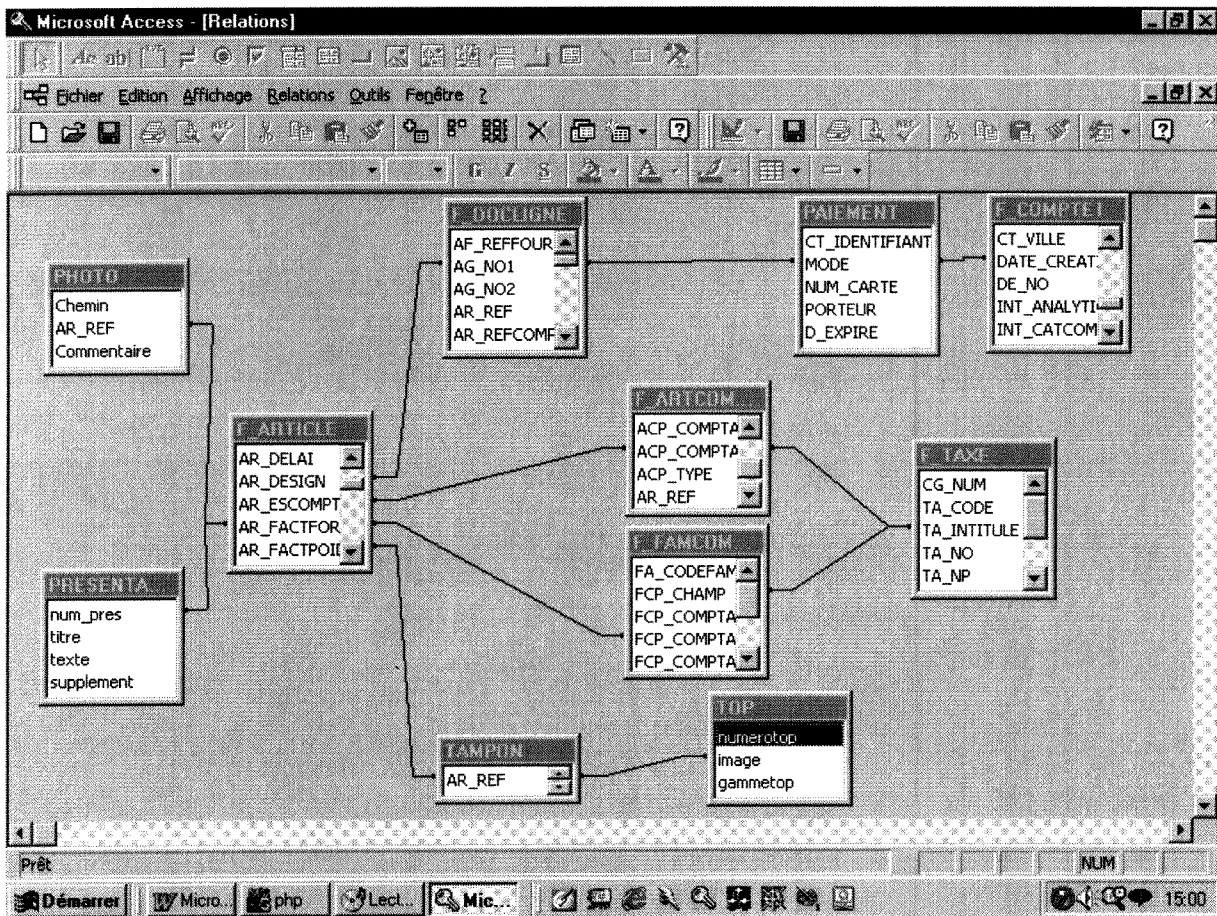 Microsoft Access - [Relations]
Fichier Edition Affichage Relations Outils Fenêtre ?
G I S
PHOTO
Chemin
AR_REF
Commentaire
PRESENTA...
num_pres
titre
texte
supplement
F_ARTICLE
AR_DELAI
AR_DESIGN
AR_ESCOMPT
AR_FACTFOR
AR_FACTPOID
F_DOCLIGNE
AF_REFFOUR
AG_NO1
AG_NO2
AR_REF
AR_REFCOMP
PAIEMENT
CT_IDENTIFIANT
MODE
NUM_CARTE
PORTEUR
D_EXPIRE
F_COMPTET
CT_VILLE
DATE_CREAT.
DE_NO
INT_ANALYTI
INT_CATCOM
F_ARTCOM
ACP_COMPTA
ACP_COMPTA
ACP_TYPE
AR_REF
F_FAMCOM
FA_CODEFAM
FCP_CHAMP
FCP_COMPTA
FCP_COMPTA
FCP_COMPTA
F_TAXE
CG_NUM
TA_CODE
TA_INTITULE
TA_NO
TA_NP
TAMPON
AR_REF
TOP
numerotop
image
gammetop
Prêt
NUM
Démarrer
Micro...
php
Lect...
Mic...
15:00